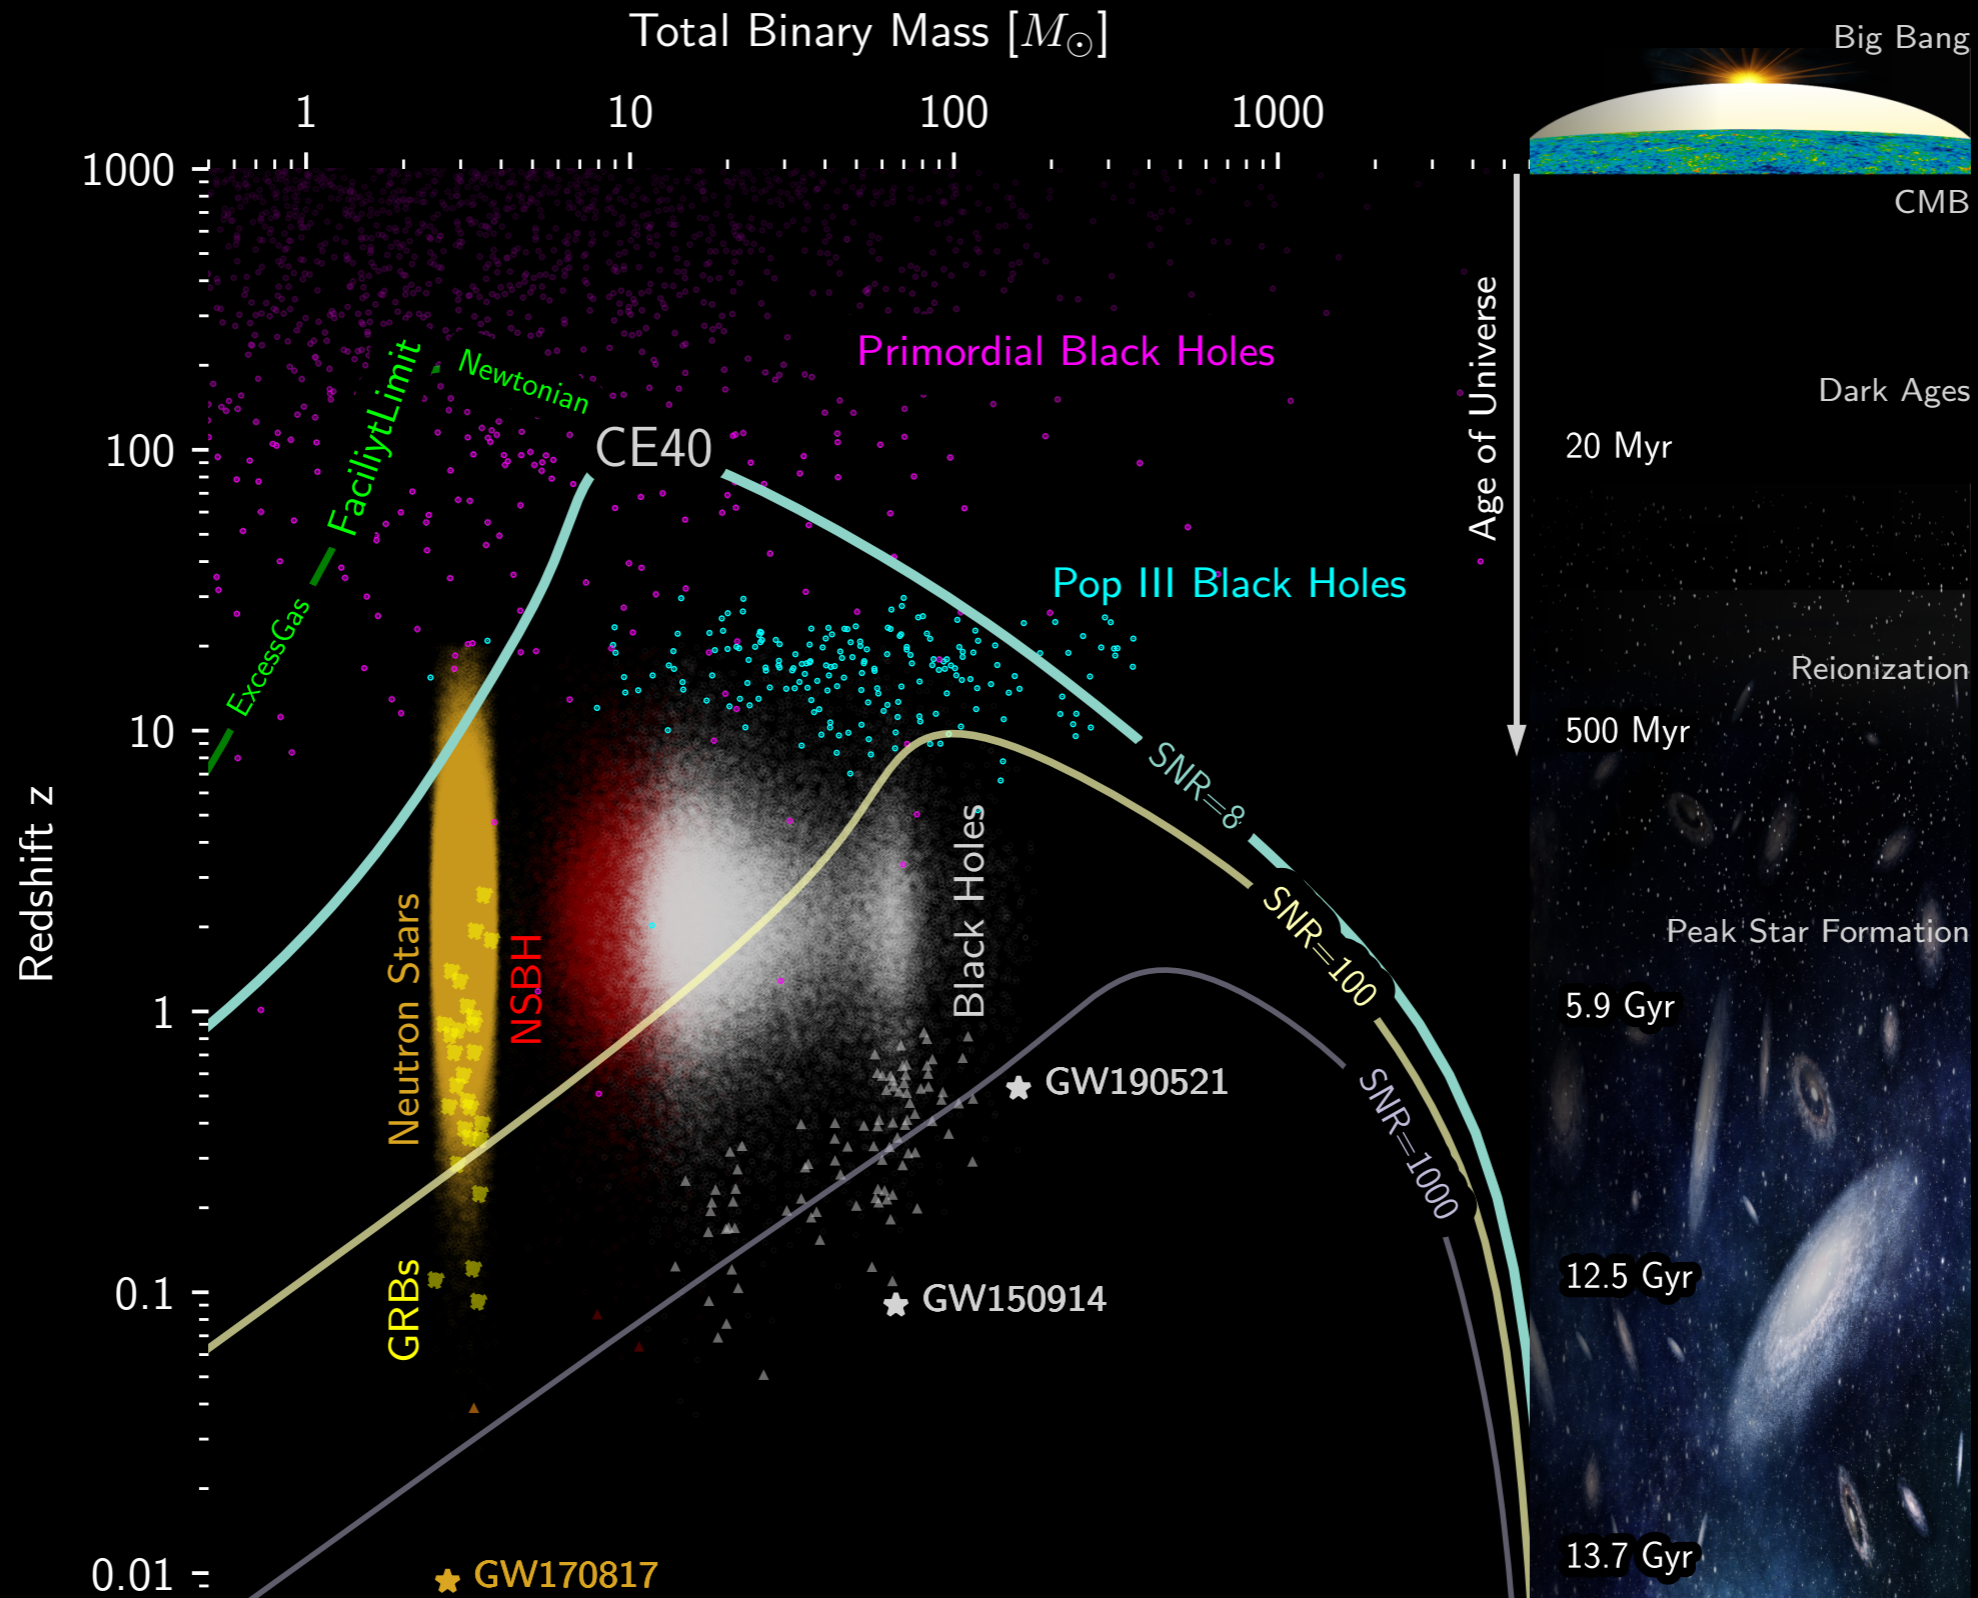 Total Binary Mass [M⊙]
1 10 100 1000
1000
100
10
1
0.1
0.01
Redshift z
Big Bang
CMB
Dark Ages
20 Myr
Reionization
500 Myr
Peak Star Formation
5.9 Gyr
12.5 Gyr
13.7 Gyr
Age of Universe
Primordial Black Holes
Newtonian
FaciliytLimit
ExcessGas
CE40
Pop III Black Holes
SNR=8
SNR=100
SNR=1000
Black Holes
NSBH
Neutron Stars
GRBs
GW190521
GW150914
GW170817